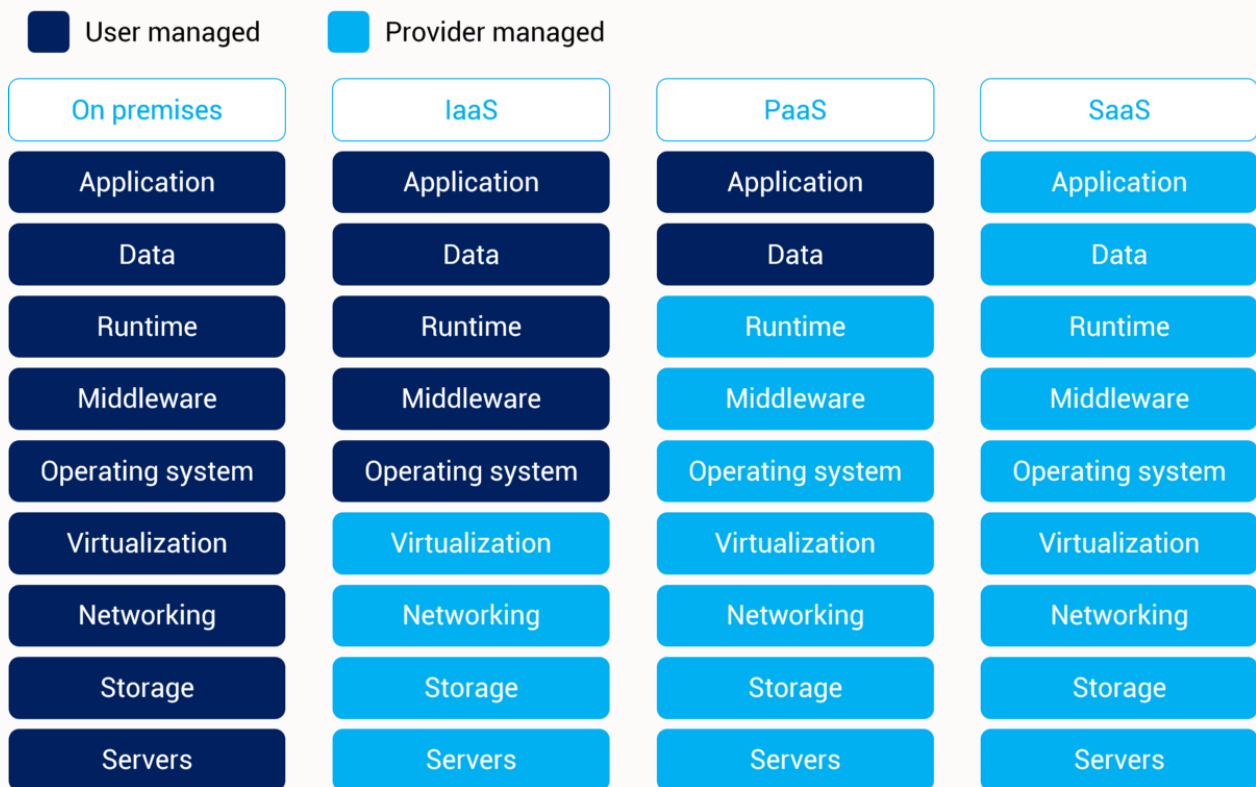 User managed Provider managed
On premises IaaS PaaS SaaS
Application Application Application Application
Data Data Data Data
Runtime Runtime Runtime Runtime
Middleware Middleware Middleware Middleware
Operating system Operating system Operating system Operating system
Virtualization Virtualization Virtualization Virtualization
Networking Networking Networking Networking
Storage Storage Storage Storage
Servers Servers Servers Servers